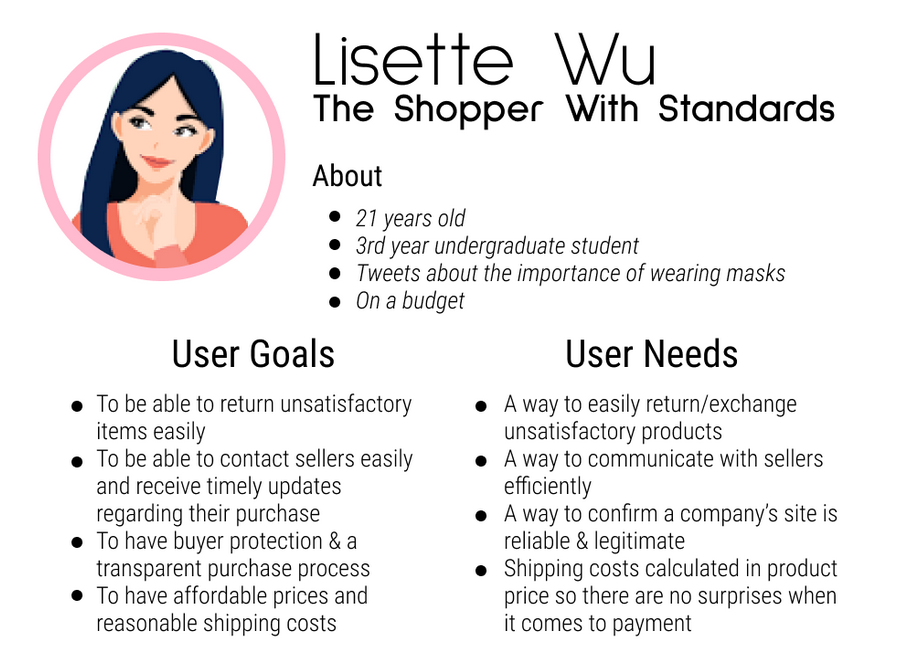 Lisette Wu
The Shopper With Standards
About
● 21 years old
● 3rd year undergraduate student
● Tweets about the importance of wearing masks
● On a budget
User Goals
● To be able to return unsatisfactory
items easily
● To be able to contact sellers easily
and receive timely updates
regarding their purchase
● To have buyer protection & a
transparent purchase process
● To have affordable prices and
reasonable shipping costs
User Needs
● A way to easily return/exchange
unsatisfactory products
● A way to communicate with sellers
efficiently
● A way to confirm a company's site is
reliable & legitimate
● Shipping costs calculated in product
price so there are no surprises when
it comes to payment